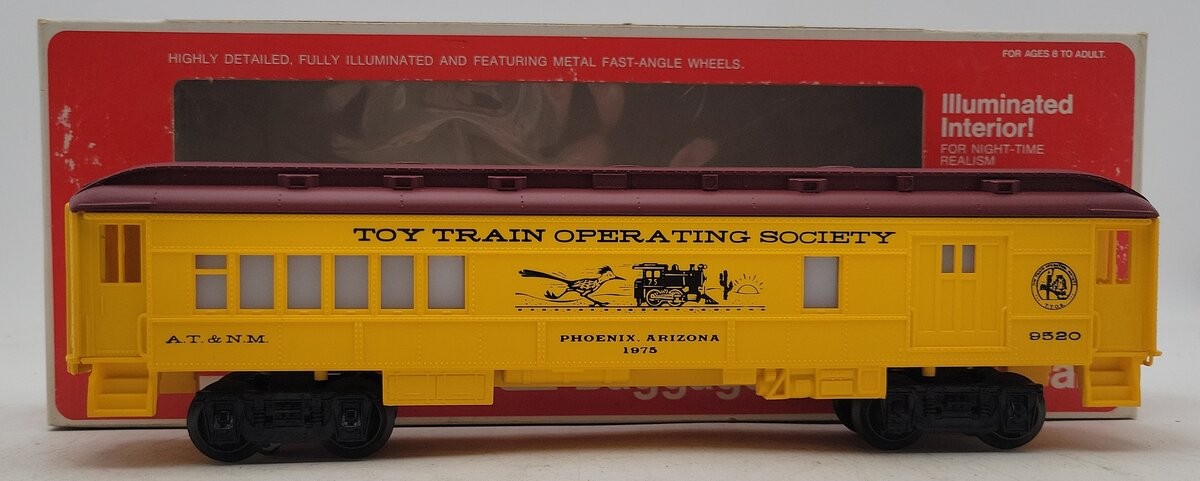 HIGHLY DETAILED, FULLY ILLUMINATED AND FEATURING METAL FAST-ANGLE WHEELS.
FOR AGES 8 TO ADULT.
Illuminated
Interior!
FOR NIGHT-TIME
REALISM
TOY TRAIN OPERATING SOCIETY
75
A.T. & N.M.
PHOENIX, ARIZONA
1975
T.T.O.S.
9520